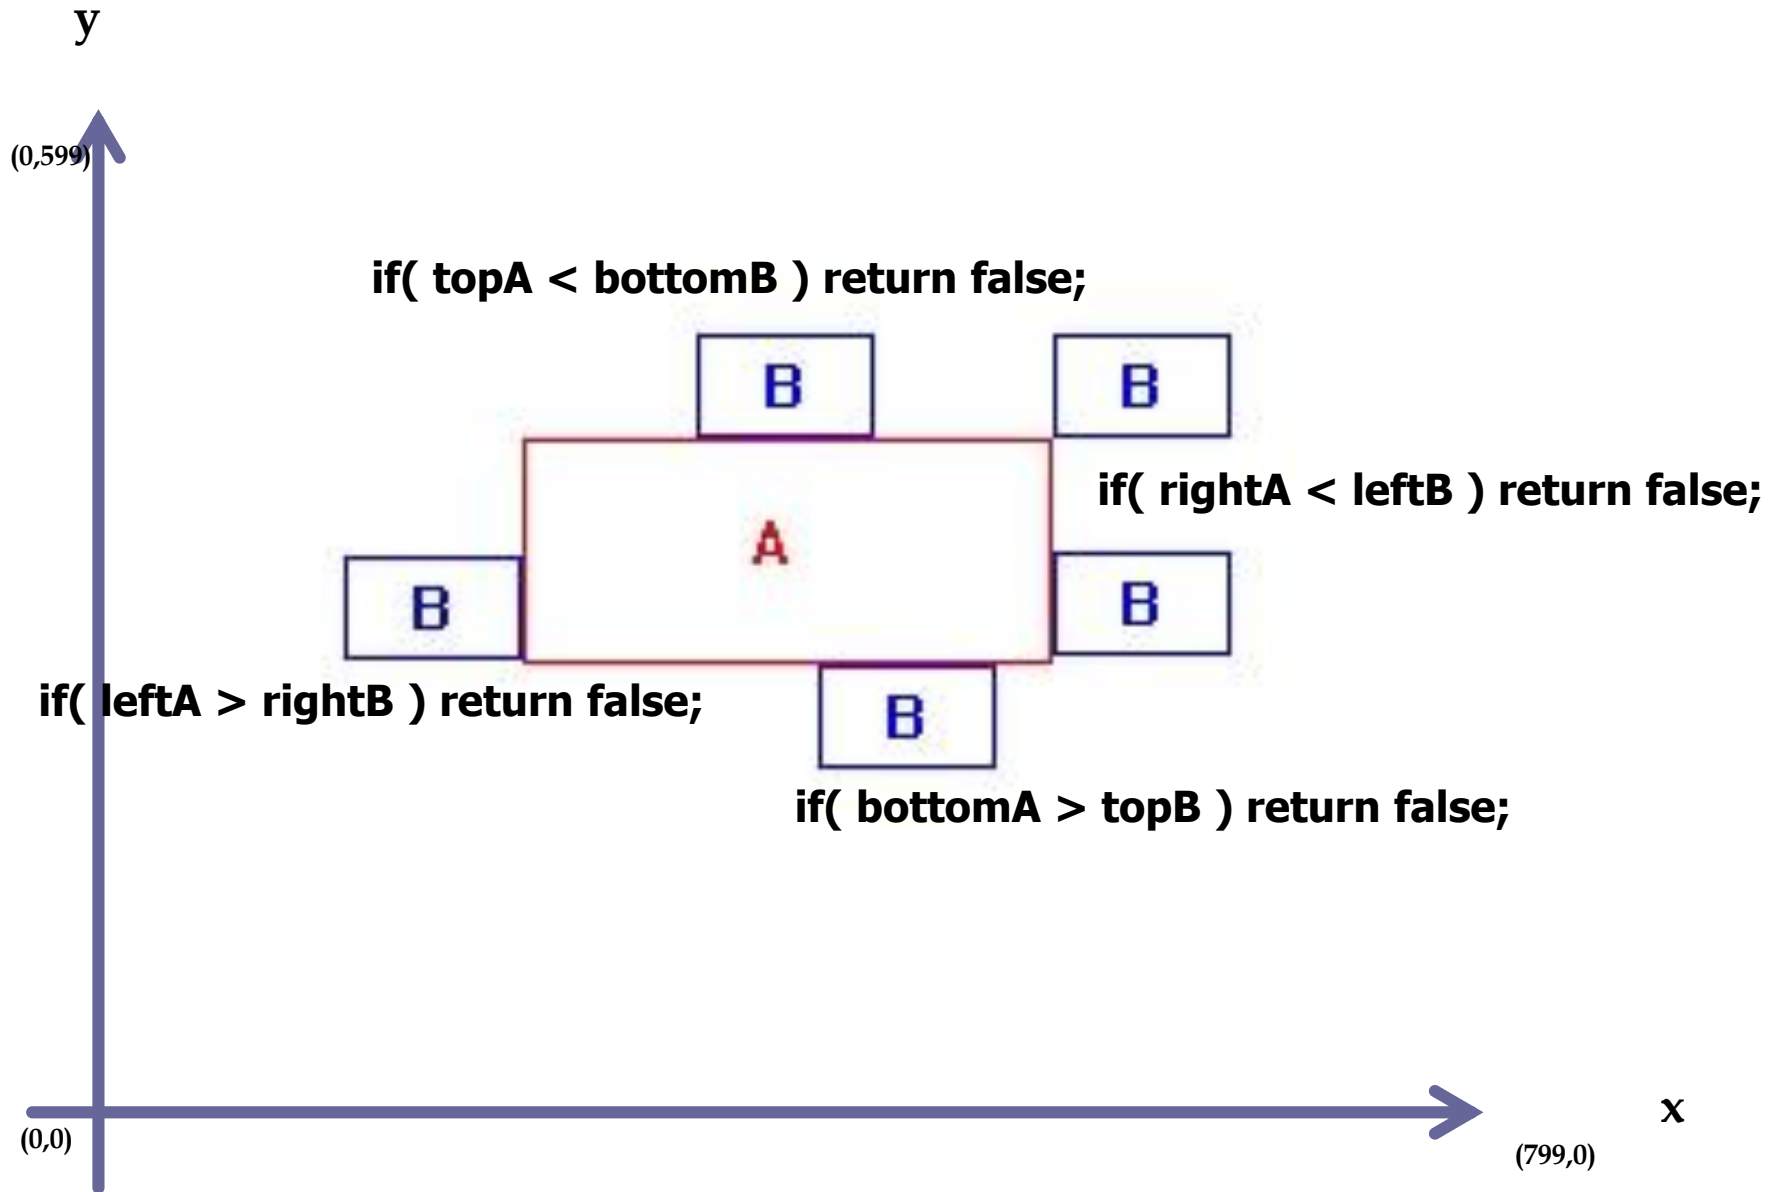 y
(0,599)
if( topA < bottomB ) return false;
B
B
if( rightA < leftB ) return false;
A
B
B
if( leftA > rightB ) return false;
B
if( bottomA > topB ) return false;
x
(0,0)
(799,0)